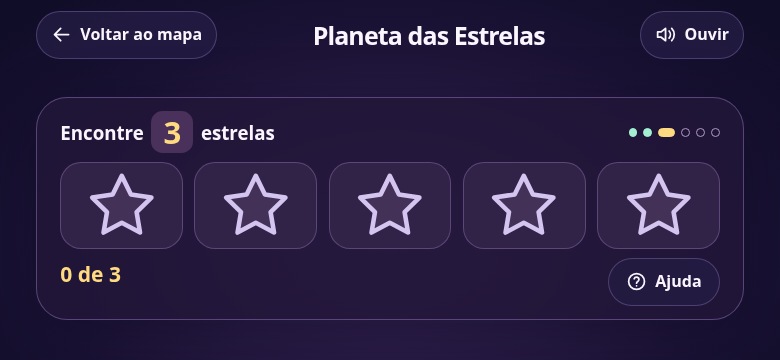 Voltar ao mapa
Planeta das Estrelas
Ouvir
Encontre 3 estrelas
0 de 3
Ajuda